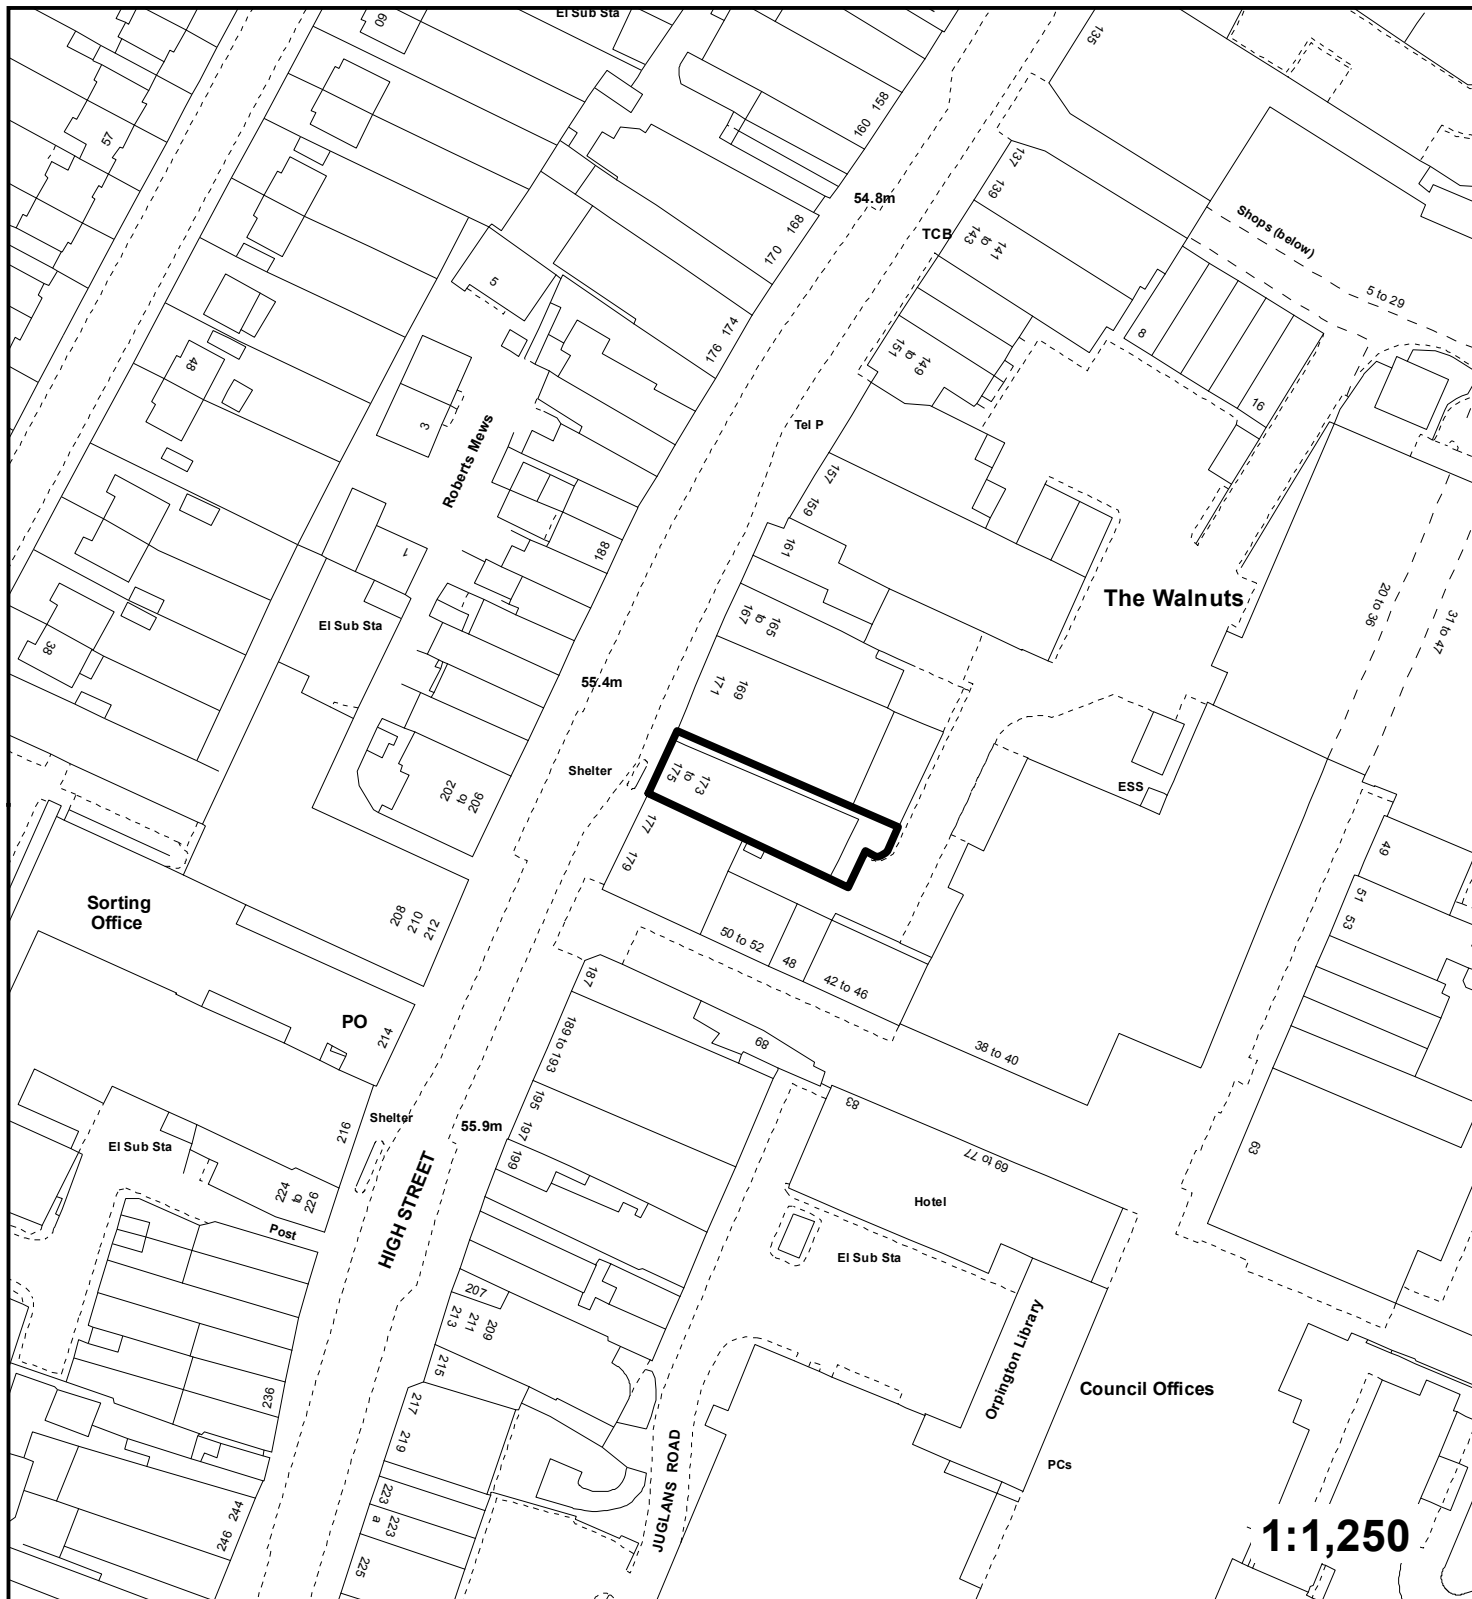 El Sub Sta
60
135
57
158
160
54.8m
137
139
168
170
TCB
141
to
143
Shops (below)
5 to 29
5
174
176
8
149
to
151
48
16
3
Roberts Mews
Tel P
157
159
161
188
1
The Walnuts
20 to 36
31 to 47
165
to
167
El Sub Sta
38
55.4m
169
171
Shelter
173
to
175
202
to
206
ESS
177
179
49
51
53
Sorting
Office
208
210
212
50 to 52
48
42 to 46
187
PO
214
189 to 193
68
38 to 40
195
83
Shelter
55.9m
197
216
El Sub Sta
199
69 to 77
63
224
to
226
Hotel
HIGH STREET
Post
El Sub Sta
207
209
211
213
Orpington Library
215
236
217
Council Offices
219
JUGLANS ROAD
PCs
223
244
223
a
246
225
1:1,250